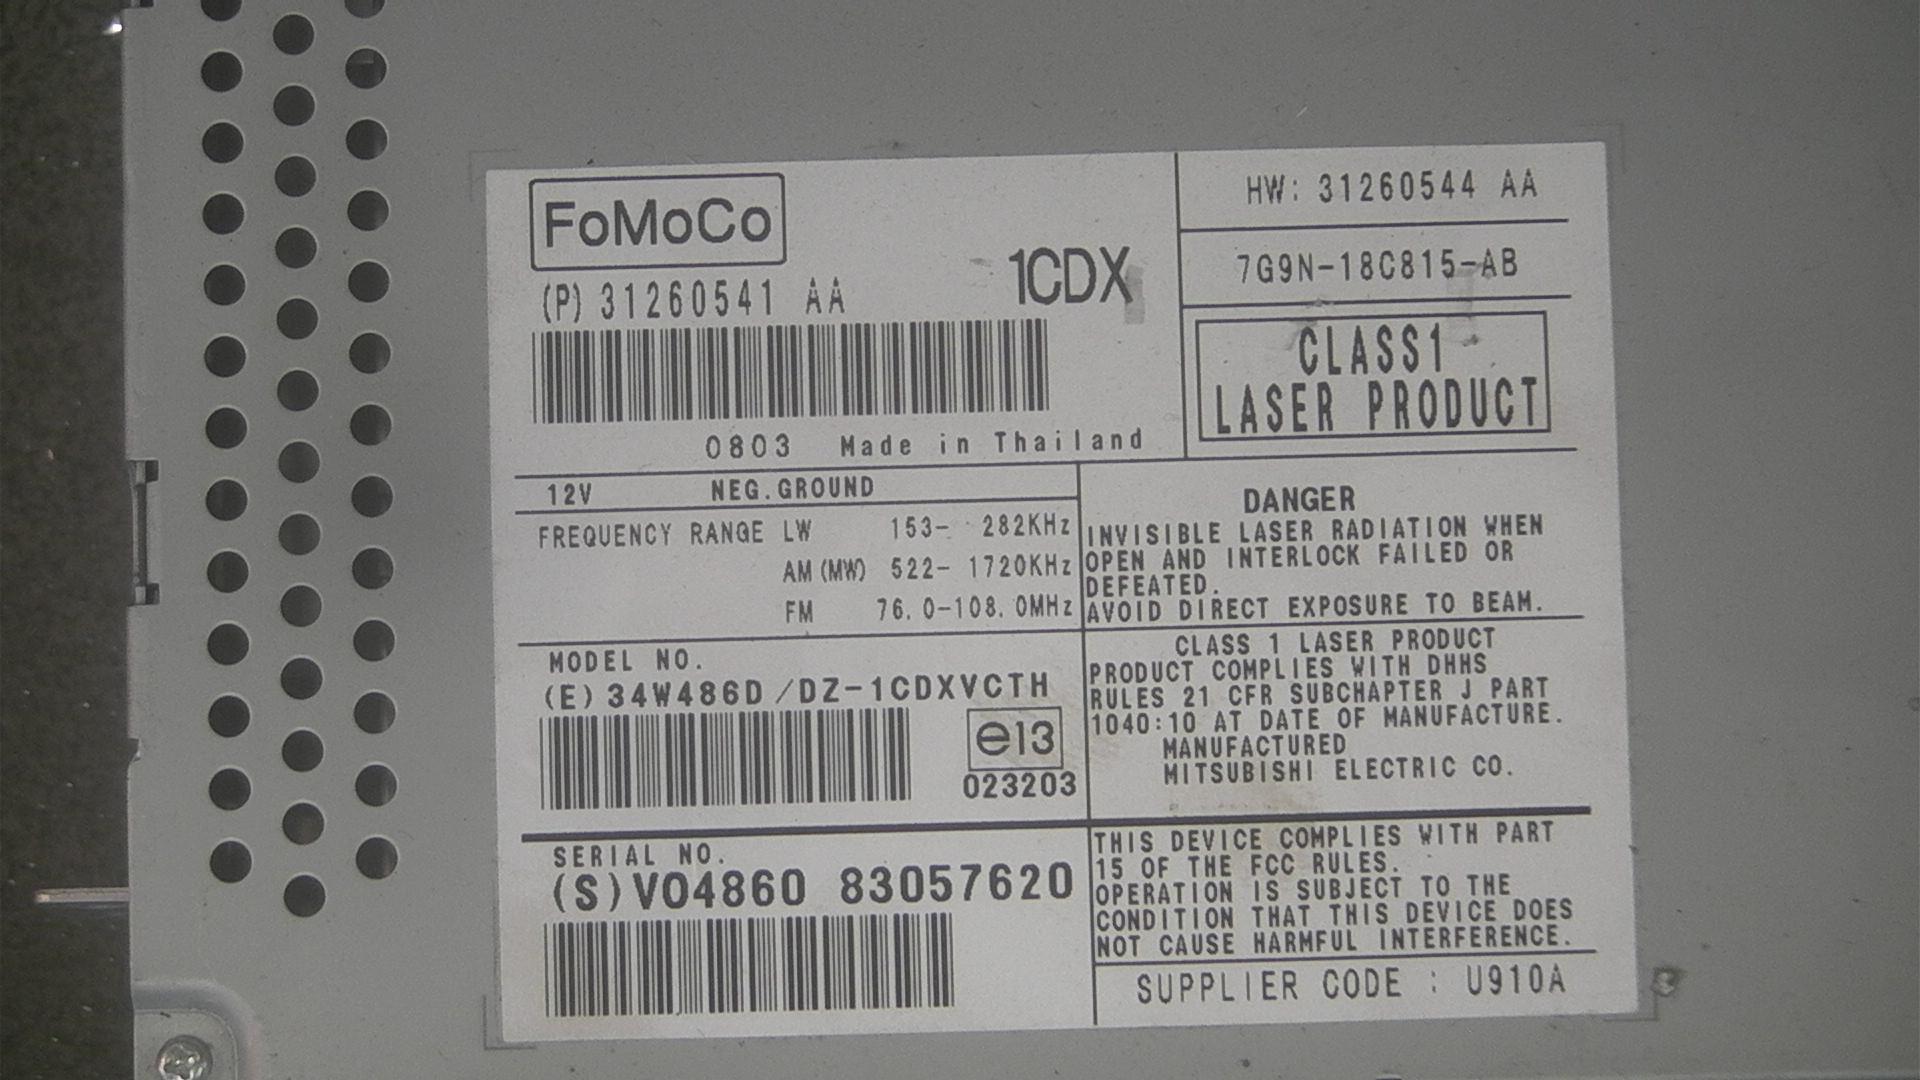 FoMoCo
1CDX
(P) 31260541 AA
0803 Made in Thailand
HW: 31260544 AA
7G9N-18C815-AB
CLASS1
LASER PRODUCT
12V NEG.GROUND
FREQUENCY RANGE LW 153- 282KHz
AM(MW) 522- 1720KHz
FM 76.0-108.0MHz
DANGER
INVISIBLE LASER RADIATION WHEN
OPEN AND INTERLOCK FAILED OR
DEFEATED.
AVOID DIRECT EXPOSURE TO BEAM.
MODEL NO.
(E)34W486D/DZ-1CDXVCTH
e13
023203
CLASS 1 LASER PRODUCT
PRODUCT COMPLIES WITH DHHS
RULES 21 CFR SUBCHAPTER J PART
1040:10 AT DATE OF MANUFACTURE.
MANUFACTURED
MITSUBISHI ELECTRIC CO.
SERIAL NO.
(S)VO4860 83057620
THIS DEVICE COMPLIES WITH PART
15 OF THE FCC RULES.
OPERATION IS SUBJECT TO THE
CONDITION THAT THIS DEVICE DOES
NOT CAUSE HARMFUL INTERFERENCE.
SUPPLIER CODE : U910A